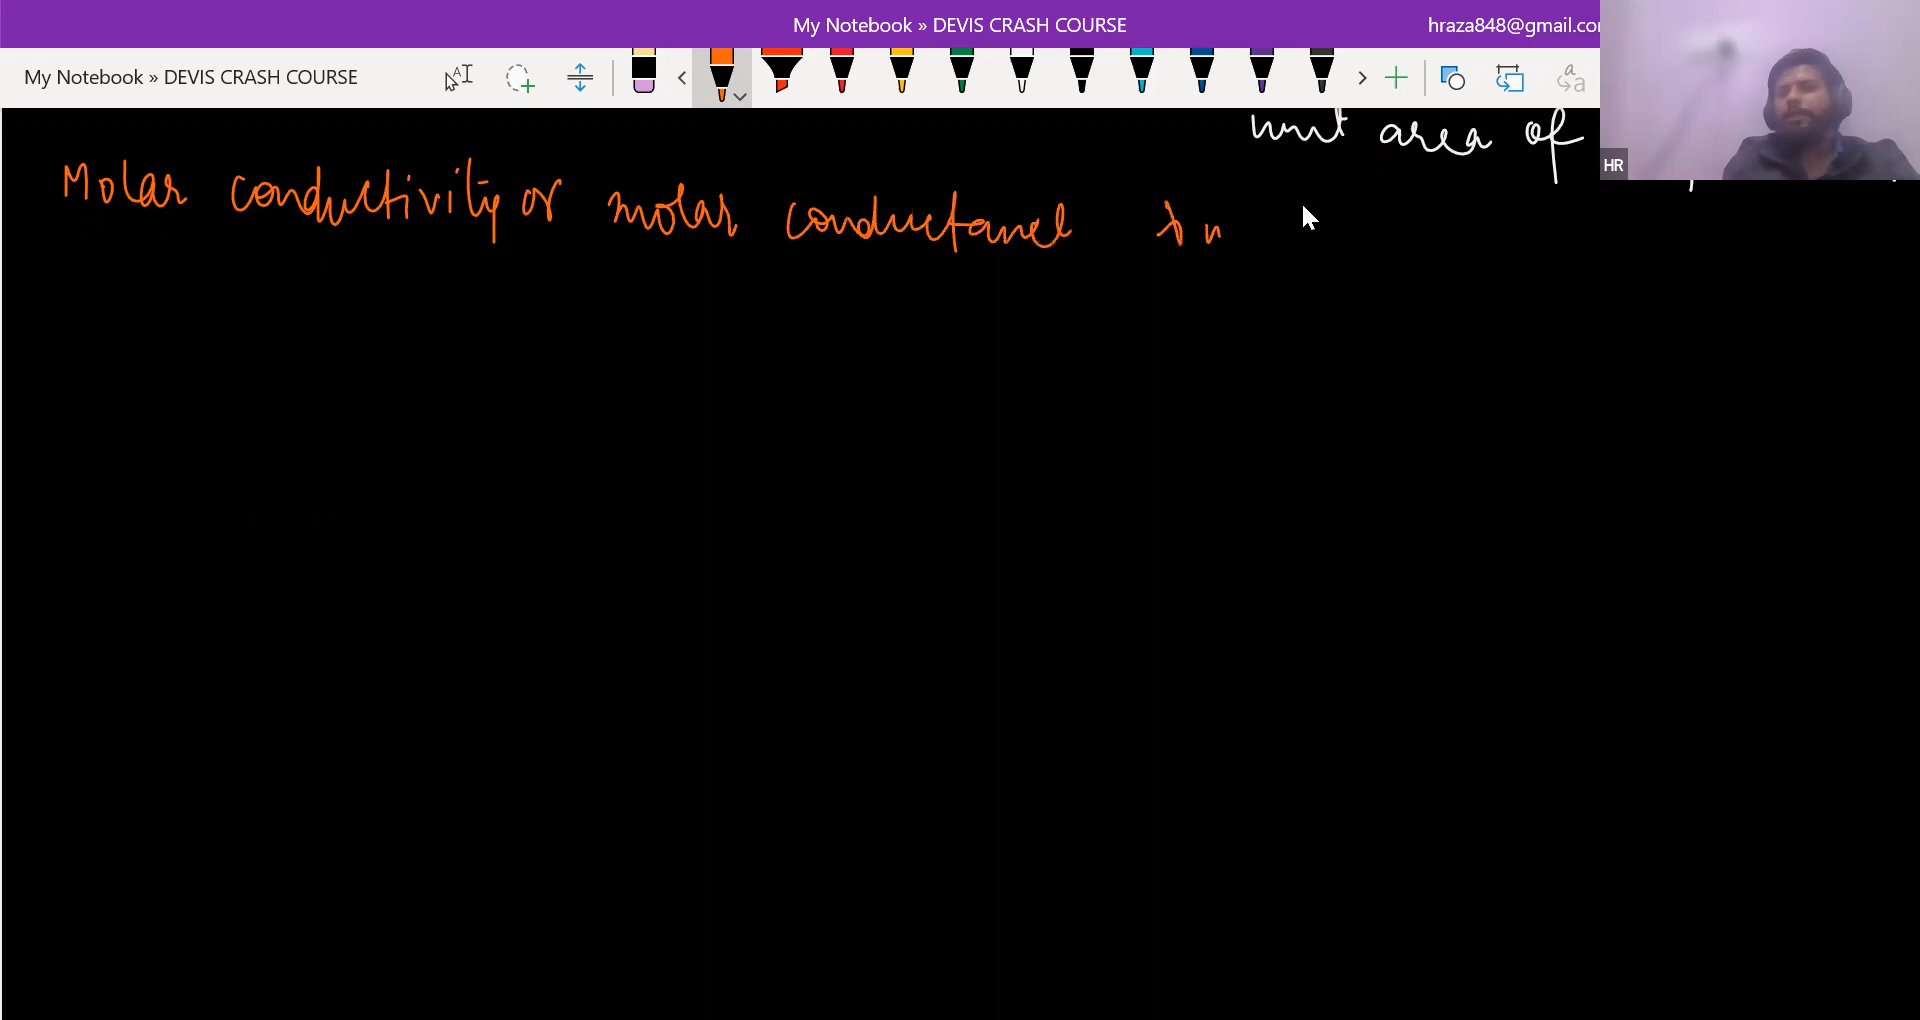 My Notebook » DEVIS CRASH COURSE
hraza848@gmail.co
My Notebook » DEVIS CRASH COURSE
unit area of
HR
Molar conductivity or molar conductance